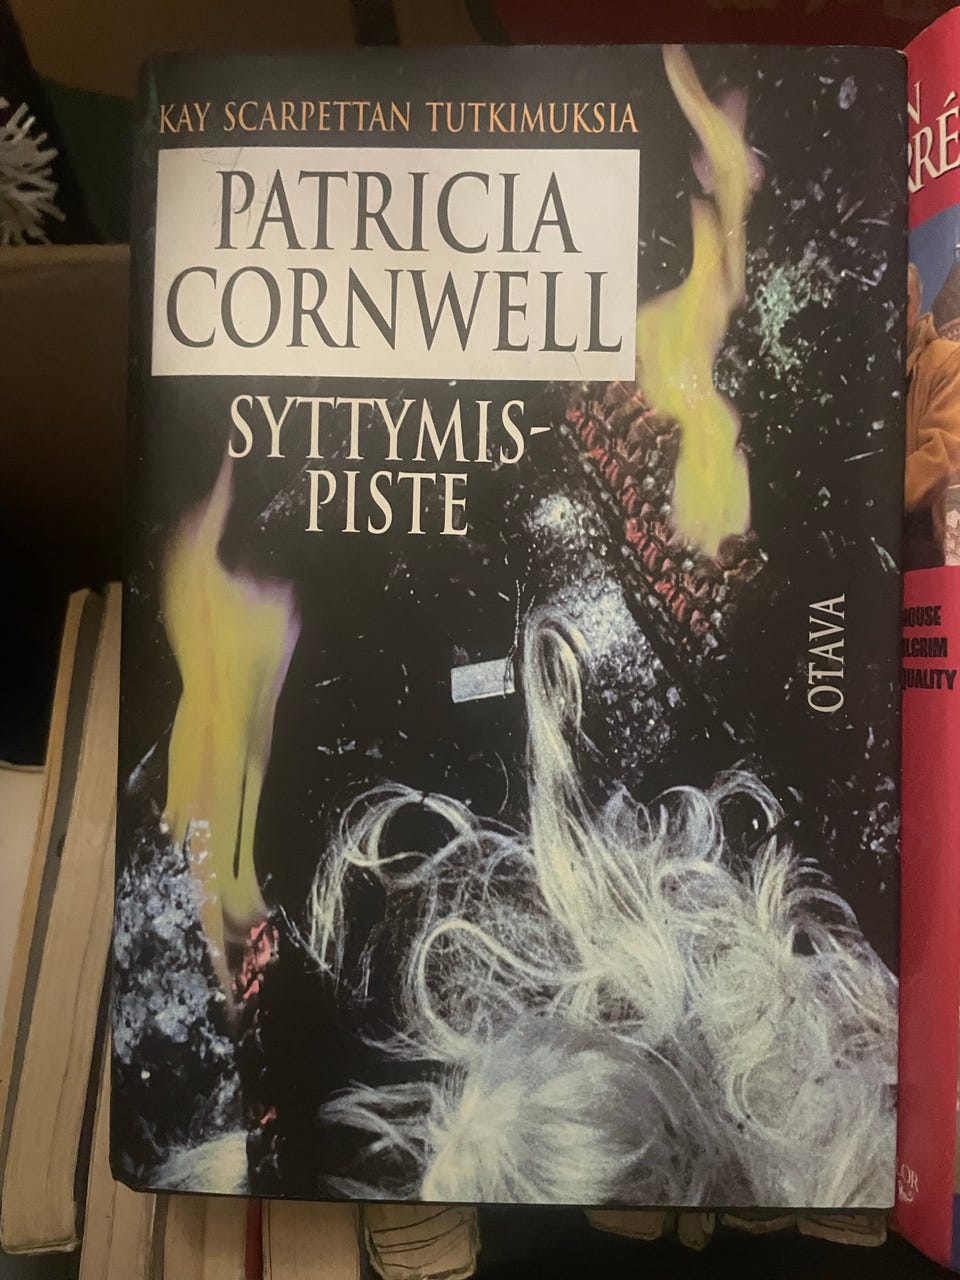 KAY SCARPETTAN TUTKIMUKSIA
PATRICIA
CORNWELL
SYTTYMIS-
PISTE
OTAVA